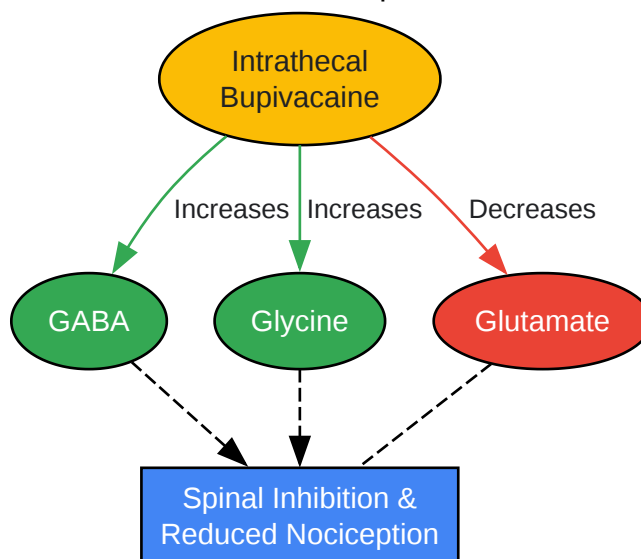 Intrathecal
Bupivacaine
Increases
Increases
Decreases
GABA
Glycine
Glutamate
Spinal Inhibition &
Reduced Nociception